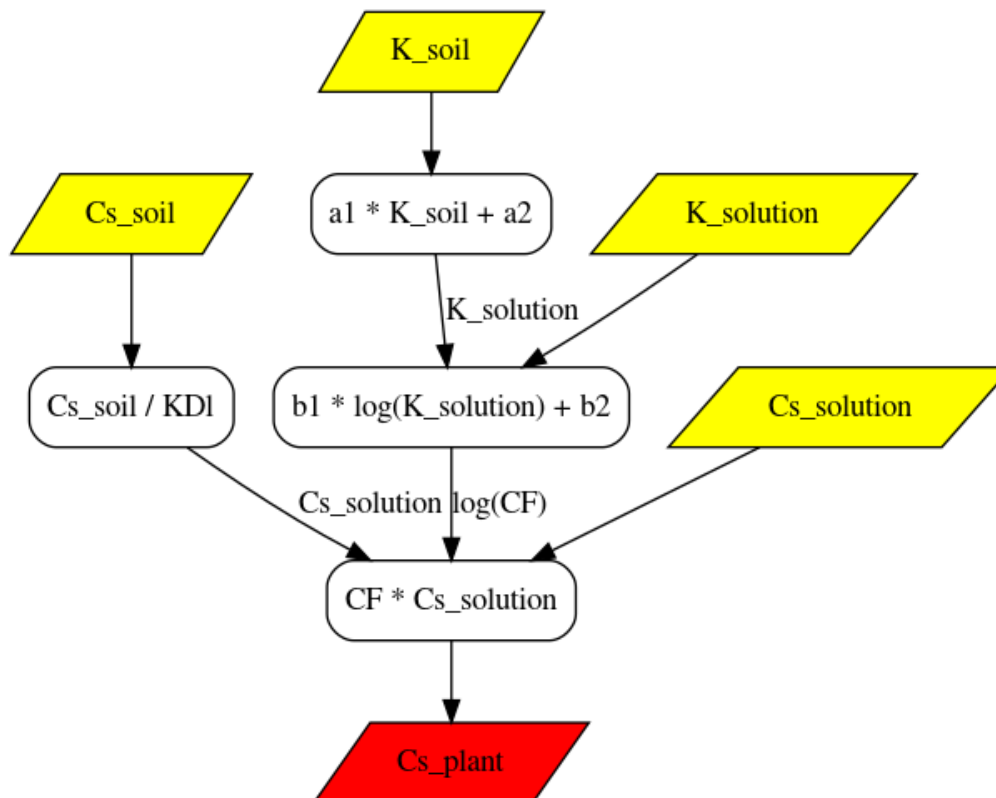 K_soil
Cs_soil
a1 * K_soil + a2
K_solution
K_solution
Cs_soil / KDl
b1 * log(K_solution) + b2
Cs_solution
Cs_solution
log(CF)
CF * Cs_solution
Cs_plant